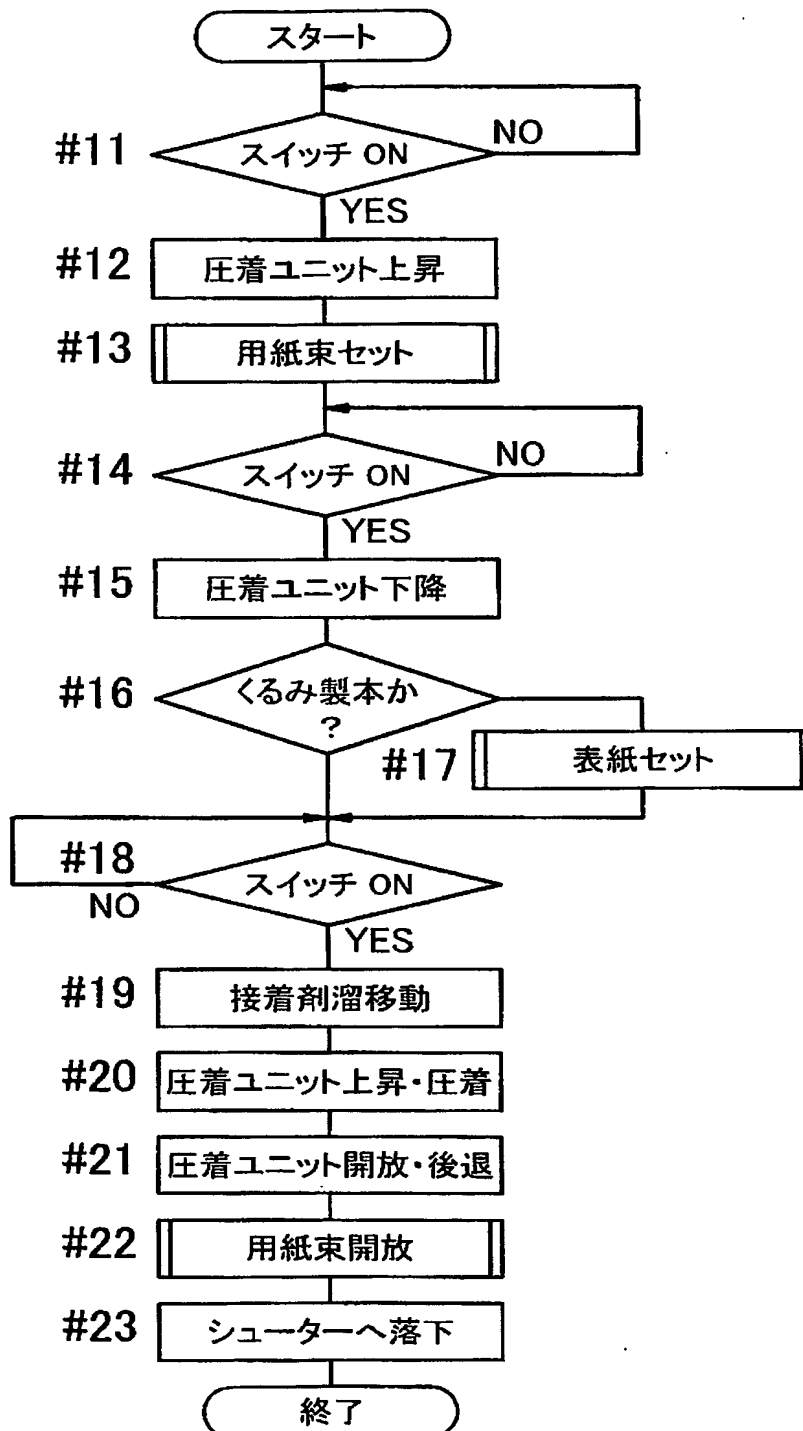 スタート
#11 スイッチ ON NO
YES
#12 圧着ユニット上昇
#13 用紙束セット
#14 スイッチ ON NO
YES
#15 圧着ユニット下降
#16 くるみ製本か
?
#17 表紙セット
#18 スイッチ ON
NO
YES
#19 接着剤溜移動
#20 圧着ユニット上昇・圧着
#21 圧着ユニット開放・後退
#22 用紙束開放
#23 シューターへ落下
終了